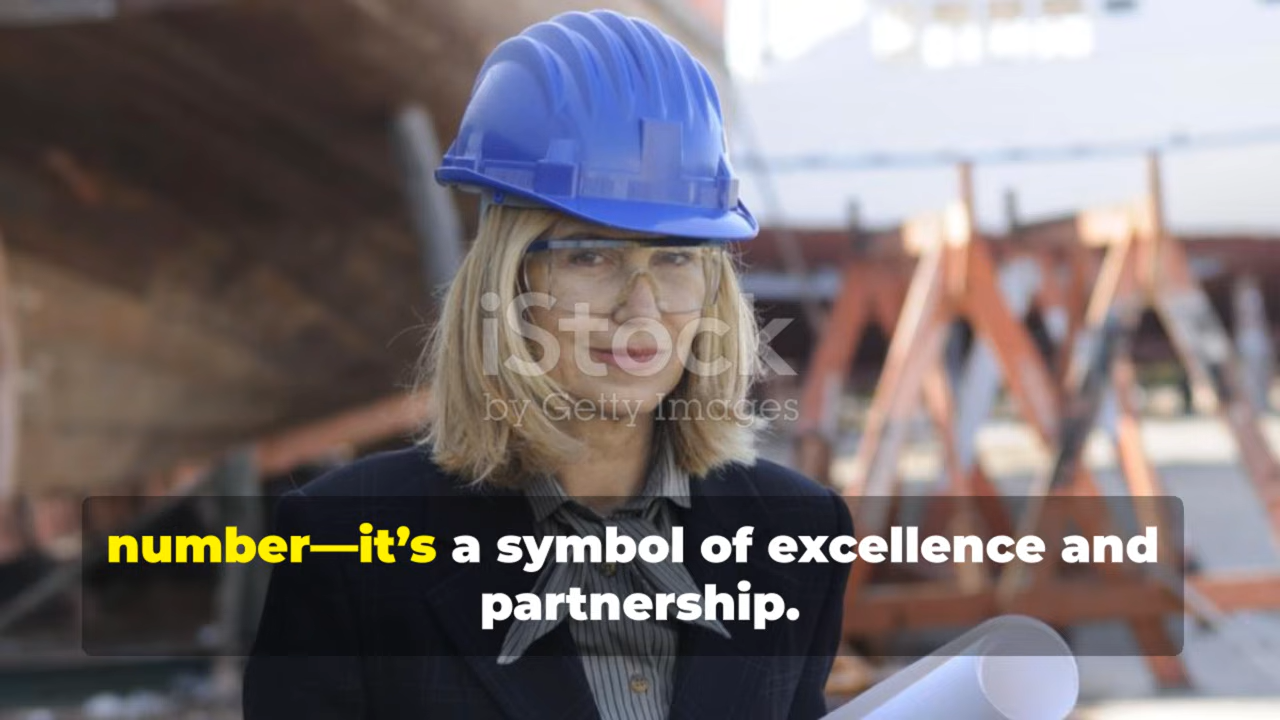 iStock
by Getty Images
number—it’s a symbol of excellence and
partnership.